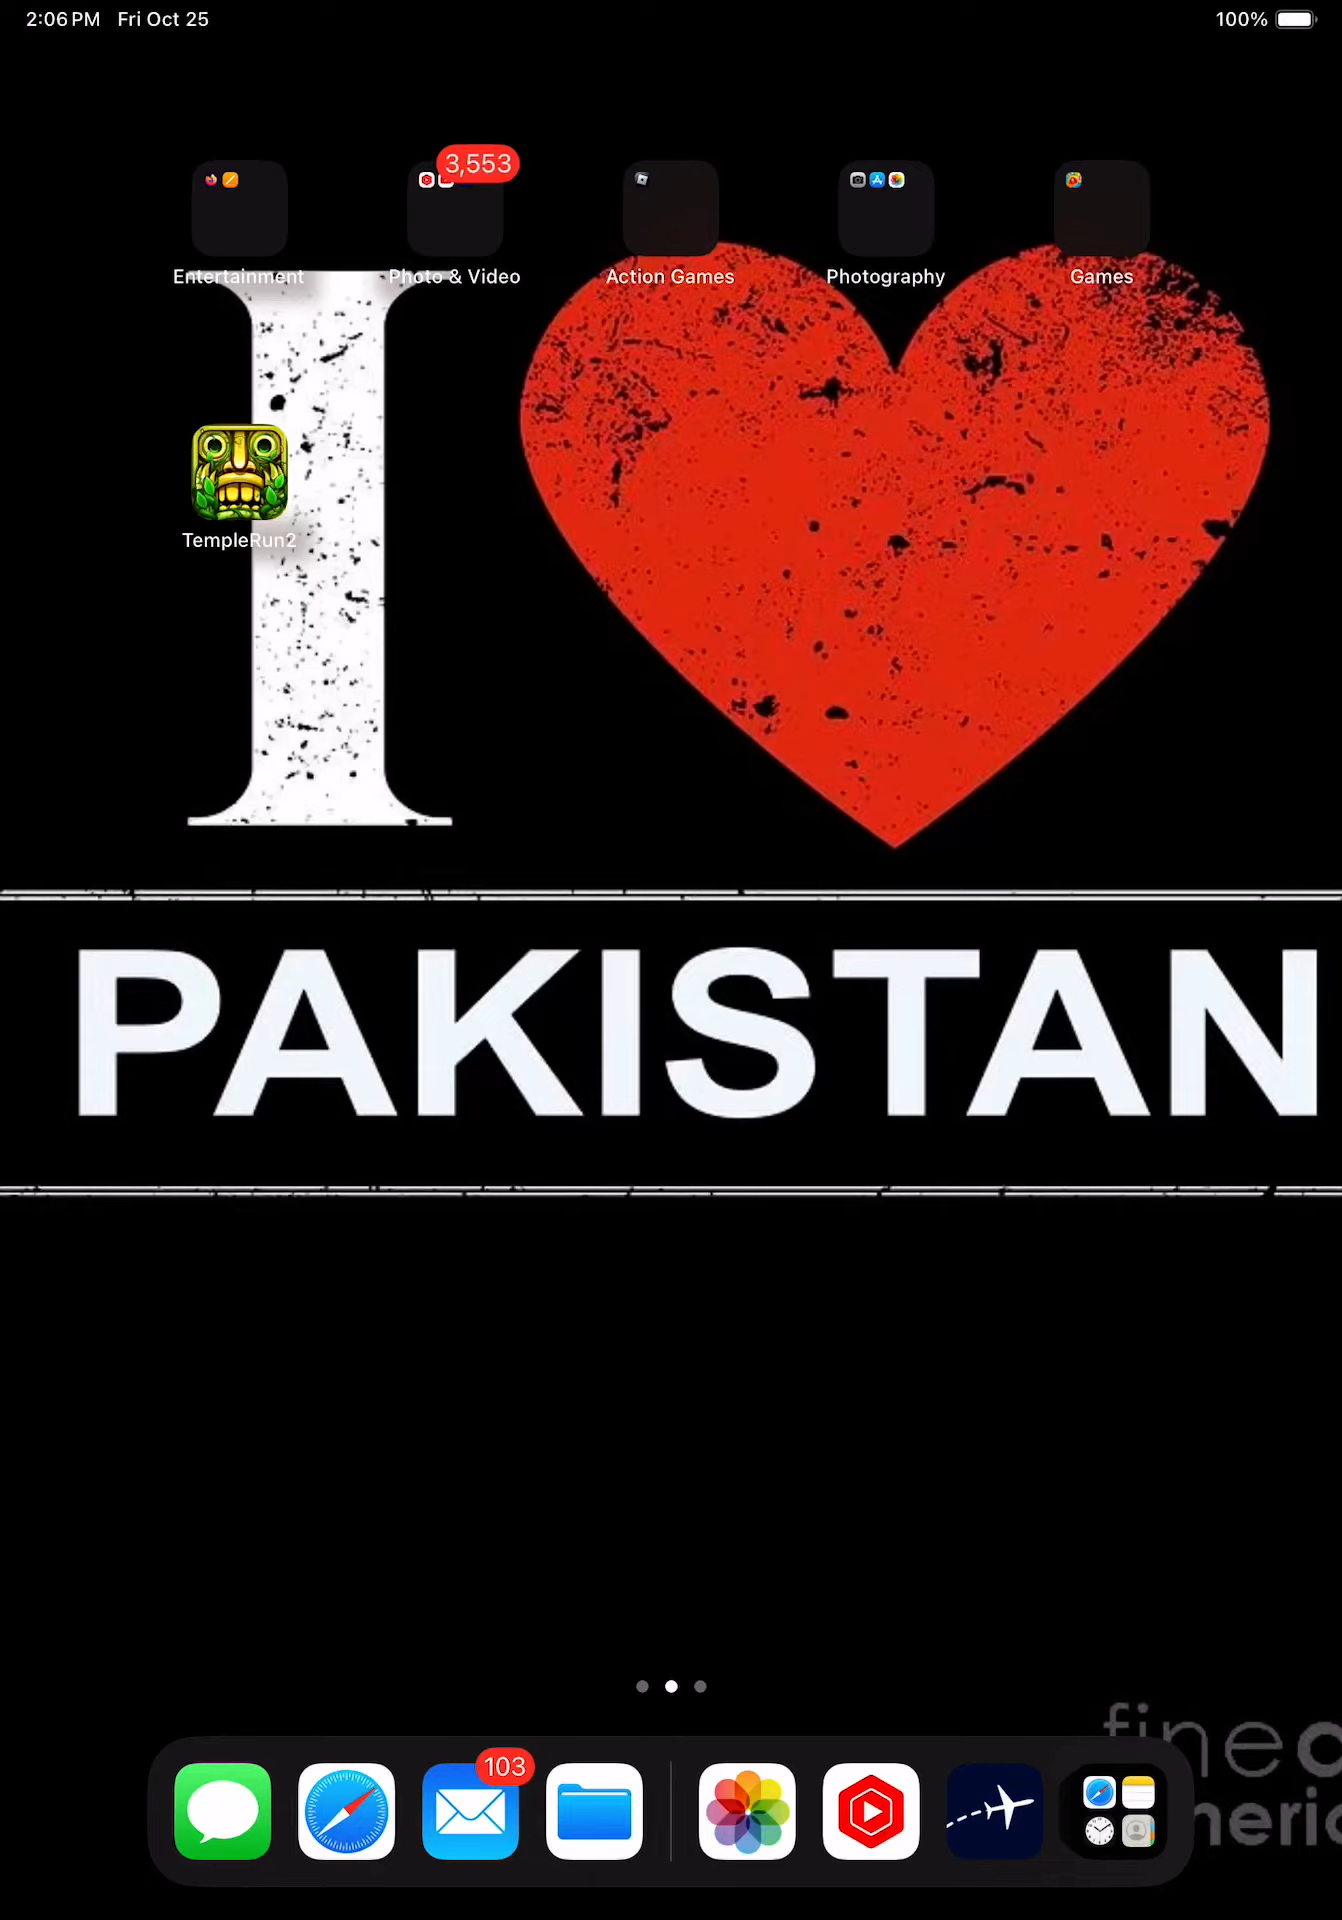 2:06 PM Fri Oct 25 100%
3,553
Entertainment Photo & Video Action Games Photography Games
TempleRun2
I
PAKISTAN
fine
103